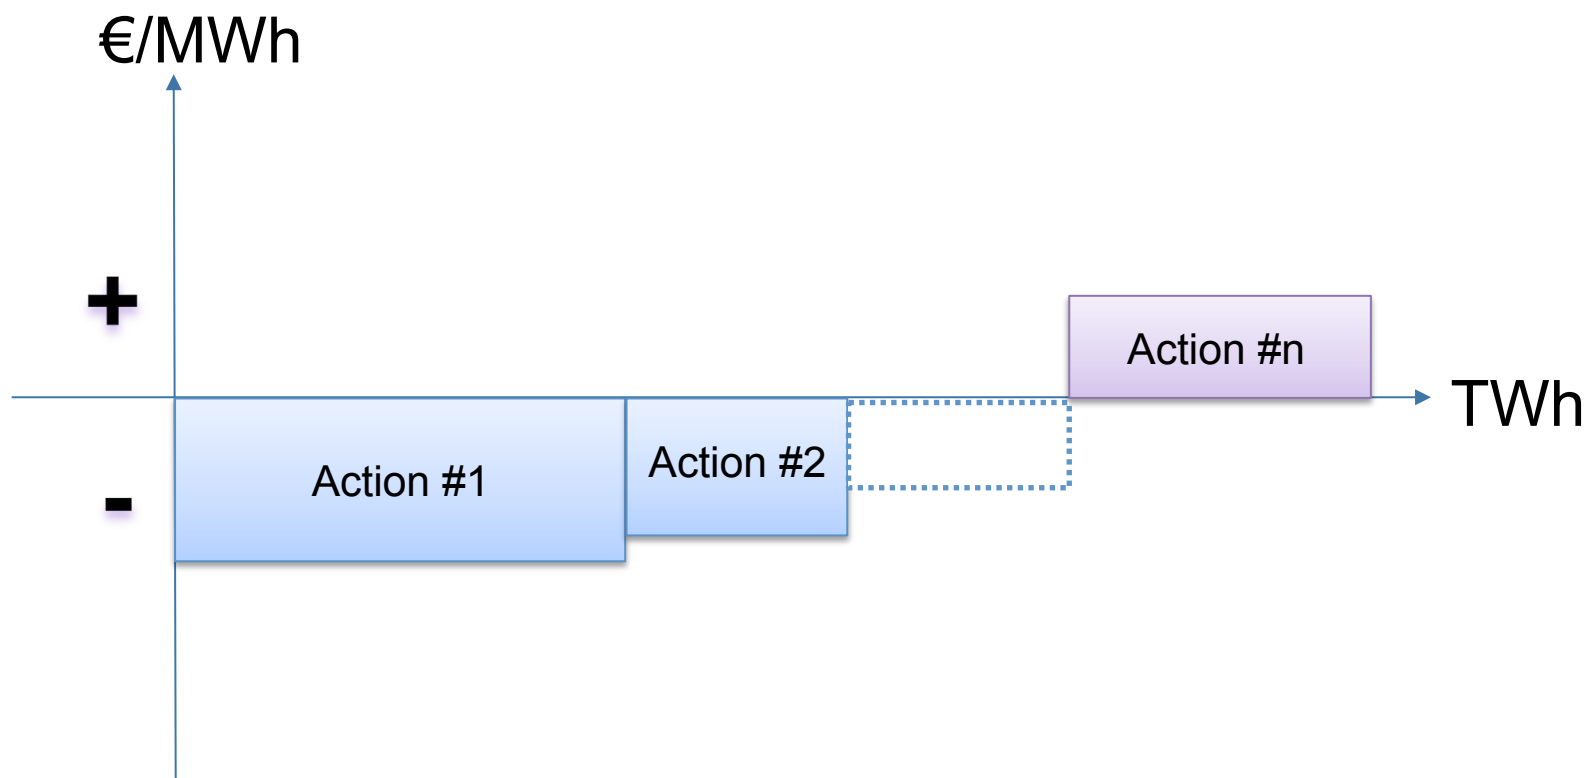 €/MWh
+
Action #n
TWh
Action #1
Action #2
-